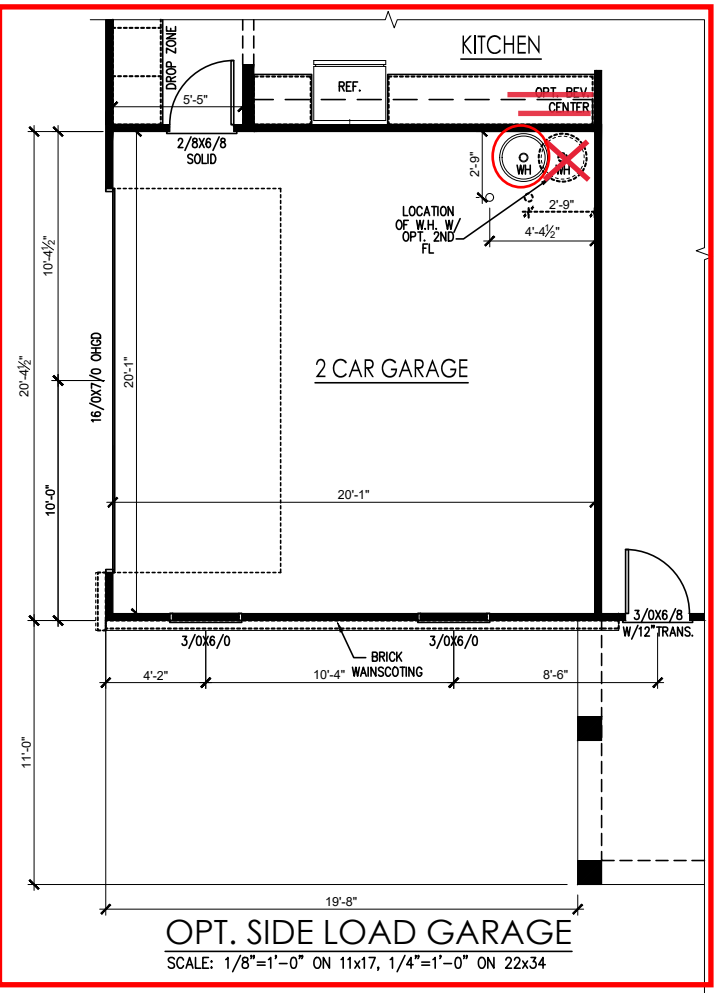 KITCHEN
DROP ZONE
REF.
OPT. BEV.
CENTER
5'-5"
2/8X6/8
SOLID
2'-9"
WH
WH
LOCATION
OF W.H. W/
OPT. 2ND
FL
2'-9"
4'-4½"
10'-4½"
20'-4½"
16/0X7/0 OHGD
20'-1"
2 CAR GARAGE
10'-0"
20'-1"
3/0X6/0
3/0X6/0
3/0X6/8
W/12"TRANS.
BRICK
WAINSCOTING
4'-2"
10'-4"
8'-6"
11'-0"
19'-8"
OPT. SIDE LOAD GARAGE
SCALE: 1/8"=1'-0" ON 11x17, 1/4"=1'-0" ON 22x34